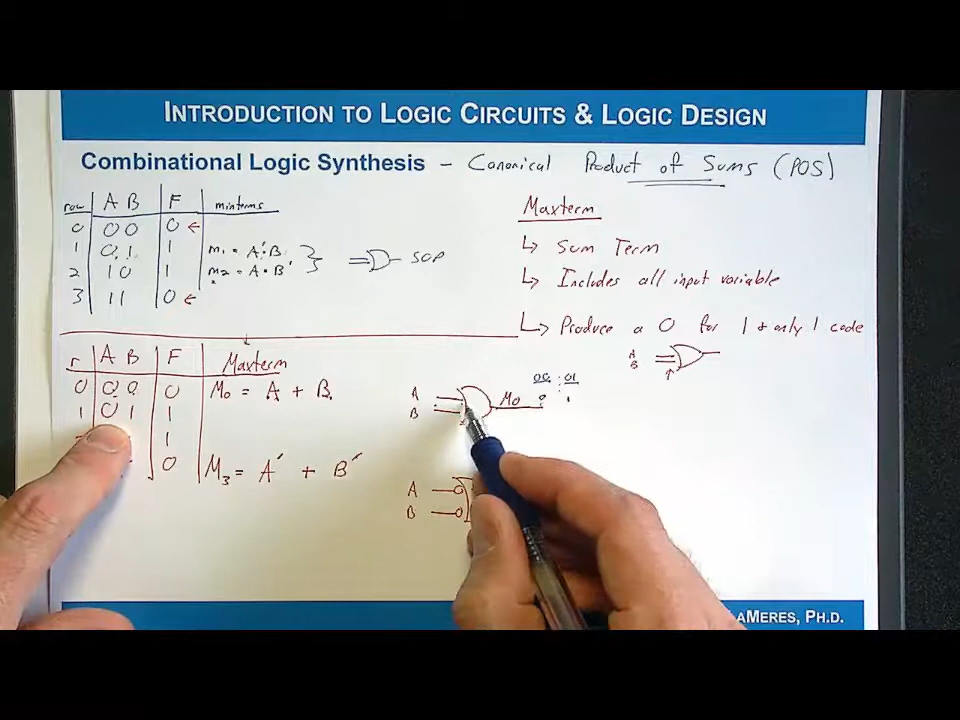 INTRODUCTION TO LOGIC CIRCUITS & LOGIC DESIGN
Combinational Logic Synthesis - Canonical Product of Sums (POS)
row A B F minterms
0 0 0 0 ←
1 0 1 1 m₁ = A'·B
2 1 0 1 m₂ = A·B'
3 1 1 0 ←
SOP
Maxterm
↳ Sum Term
↳ Includes all input variable
↳ Produce a 0 for 1 + only 1 code
A
B
r A B F Maxterm
0 0 0 0 M₀ = A + B
1 0 1 1
1
0 M₃ = A' + B'
A
B
M₀
00 : 01
0 : 1
A
B
LAMERES, PH.D.